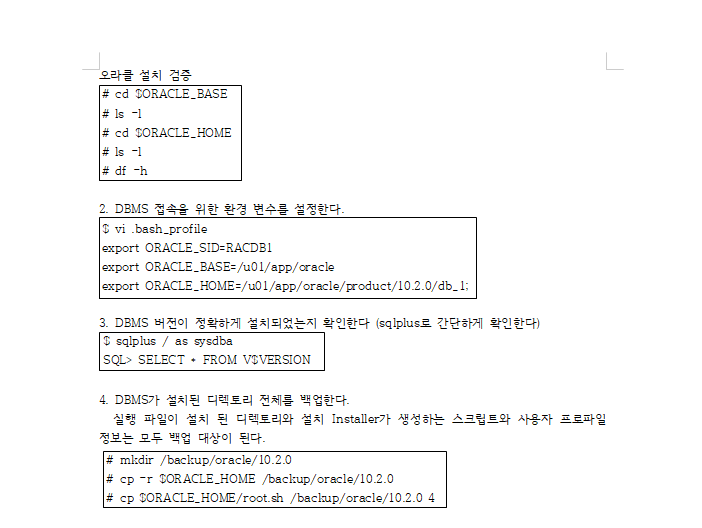 오라클 설치 검증
# cd $ORACLE_BASE
# ls -l
# cd $ORACLE_HOME
# ls -l
# df -h
2. DBMS 접속을 위한 환경 변수를 설정한다.
$ vi .bash_profile
export ORACLE_SID=RACDB1
export ORACLE_BASE=/u01/app/oracle
export ORACLE_HOME=/u01/app/oracle/product/10.2.0/db_1;
3. DBMS 버전이 정확하게 설치되었는지 확인한다 (sqlplus로 간단하게 확인한다)
$ sqlplus / as sysdba
SQL> SELECT * FROM V$VERSION
4. DBMS가 설치된 디렉토리 전체를 백업한다.
실행 파일이 설치 된 디렉토리와 설치 Installer가 생성하는 스크립트와 사용자 프로파일
정보는 모두 백업 대상이 된다.
# mkdir /backup/oracle/10.2.0
# cp -r $ORACLE_HOME /backup/oracle/10.2.0
# cp $ORACLE_HOME/root.sh /backup/oracle/10.2.0 4